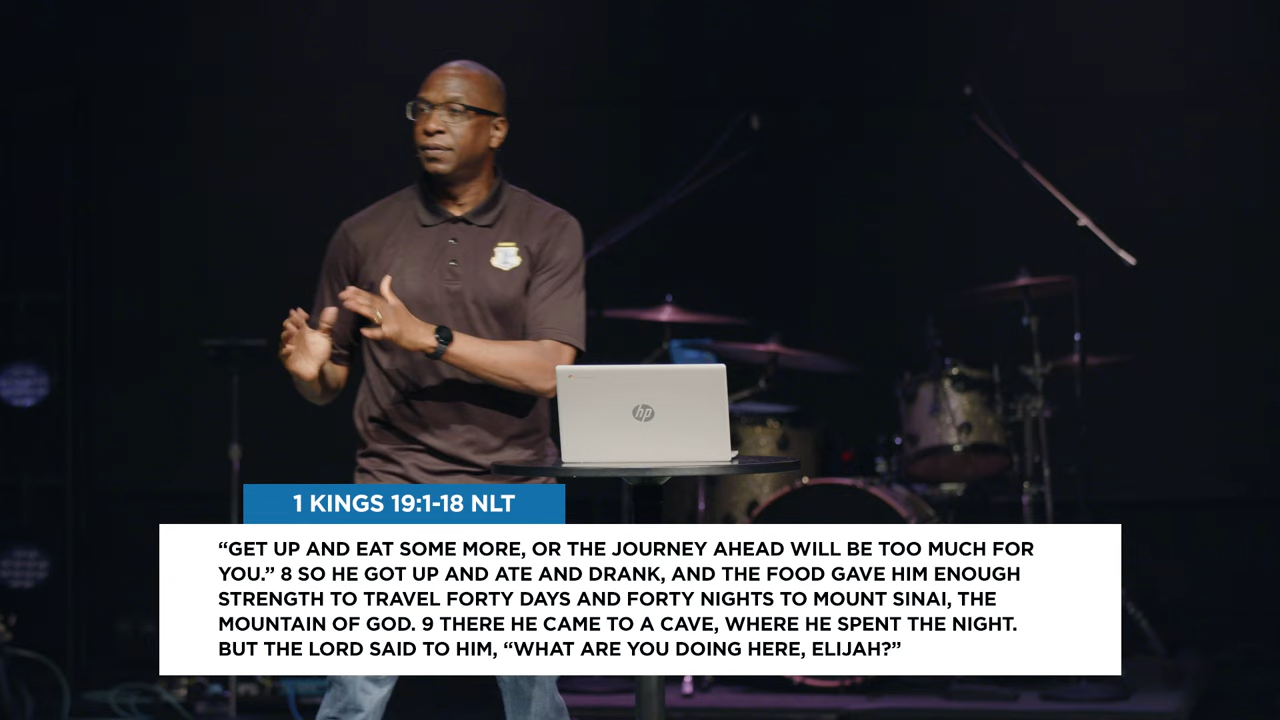 hp
1 KINGS 19:1-18 NLT
“GET UP AND EAT SOME MORE, OR THE JOURNEY AHEAD WILL BE TOO MUCH FOR
YOU.” 8 SO HE GOT UP AND ATE AND DRANK, AND THE FOOD GAVE HIM ENOUGH
STRENGTH TO TRAVEL FORTY DAYS AND FORTY NIGHTS TO MOUNT SINAI, THE
MOUNTAIN OF GOD. 9 THERE HE CAME TO A CAVE, WHERE HE SPENT THE NIGHT.
BUT THE LORD SAID TO HIM, “WHAT ARE YOU DOING HERE, ELIJAH?”